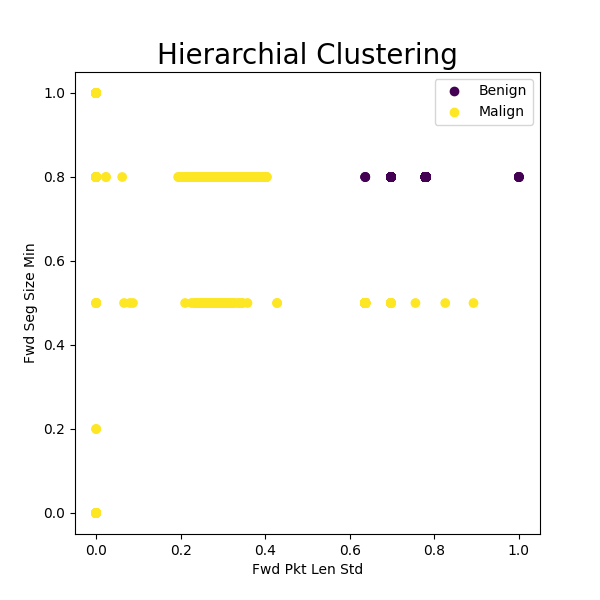 Hierarchial Clustering
Benign
Malign
1.0
0.8
0.6
0.4
0.2
0.0
Fwd Seg Size Min
0.0 0.2 0.4 0.6 0.8 1.0
Fwd Pkt Len Std